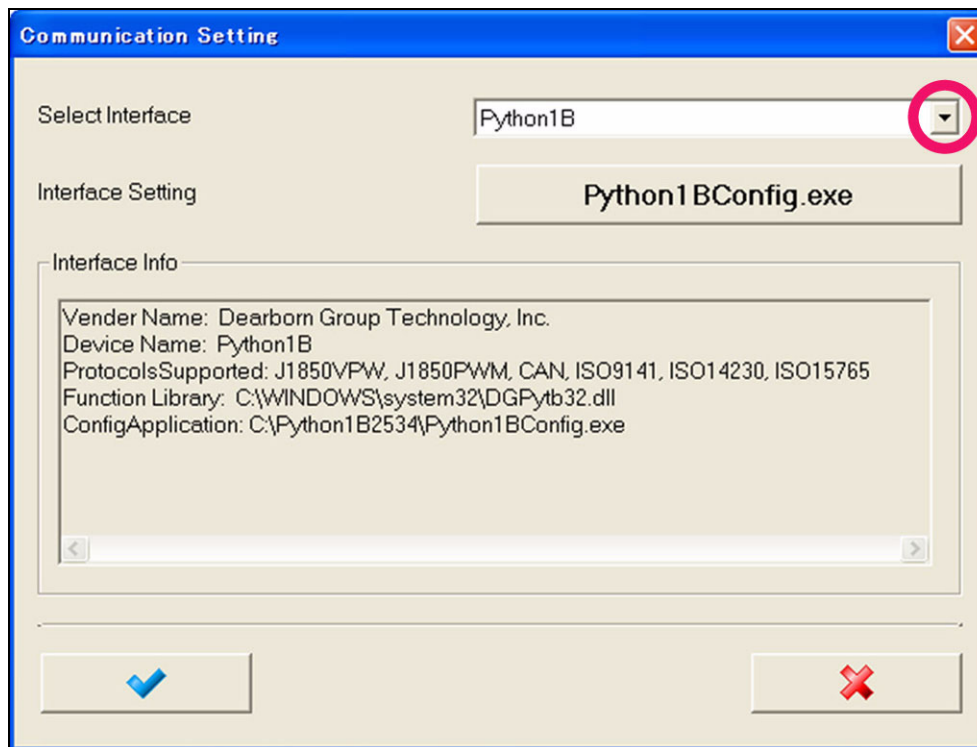 Communication Setting
Select Interface
Python1B
Interface Setting
Python1BConfig.exe
Interface Info
Vender Name: Dearborn Group Technology, Inc.
Device Name: Python1B
ProtocolsSupported: J1850VPW, J1850PWM, CAN, ISO9141, ISO14230, ISO15765
Function Library: C:\WINDOWS\system32\DGPytb32.dll
ConfigApplication: C:\Python1B2534\Python1BConfig.exe